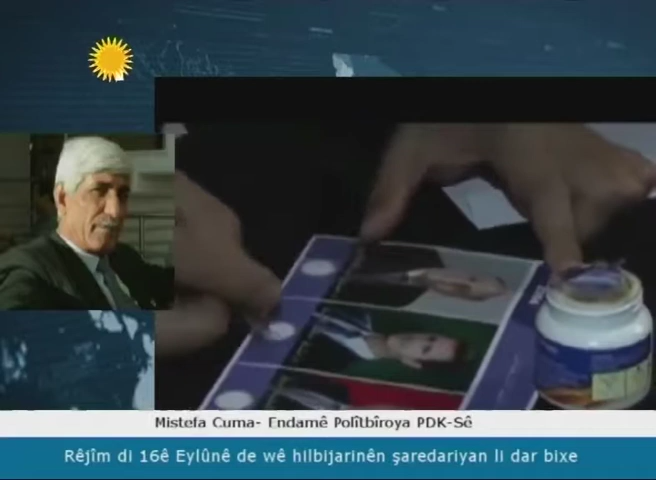 Mistefa Cuma- Endamê Polîtbîroya PDK-Sê
Rêjîm di 16ê Eylûnê de wê hilbijarinên şaredariyan li dar bixe